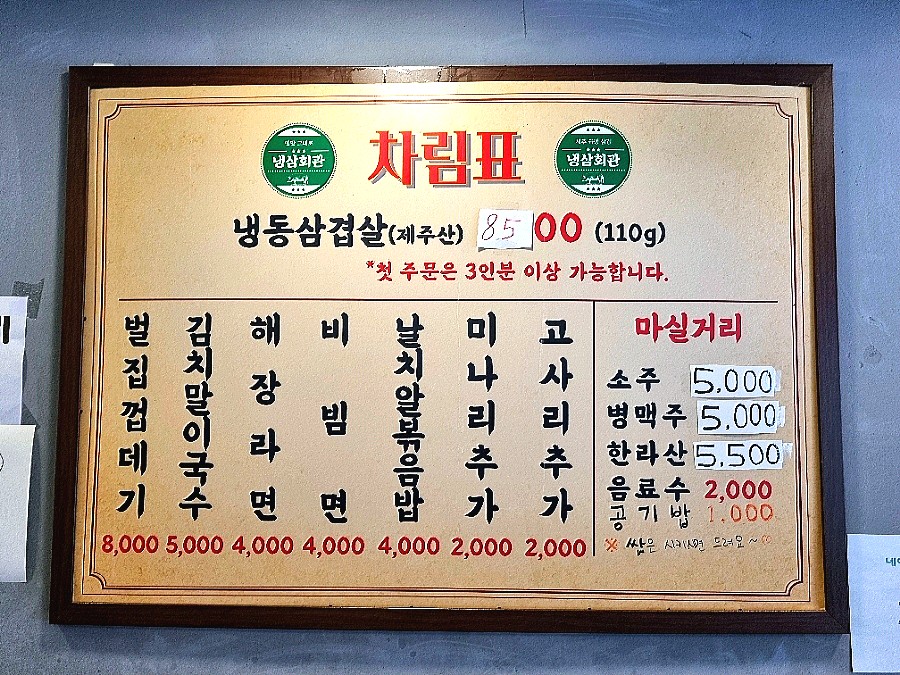 냉삼회관
차림표
냉삼회관
냉동삼겹살(제주산) 8500 (110g)
*첫 주문은 3인분 이상 가능합니다.
벌집껍데기 8,000
김치말이국수 5,000
해장라면 4,000
비빔면 4,000
날치알볶음밥 4,000
미나리추가 2,000
고사리추가 2,000
마실거리
소주 5,000
병맥주 5,000
한라산 5,500
음료수 2,000
공기밥 1,000
※ 쌈은 시키시면 드려요~♡